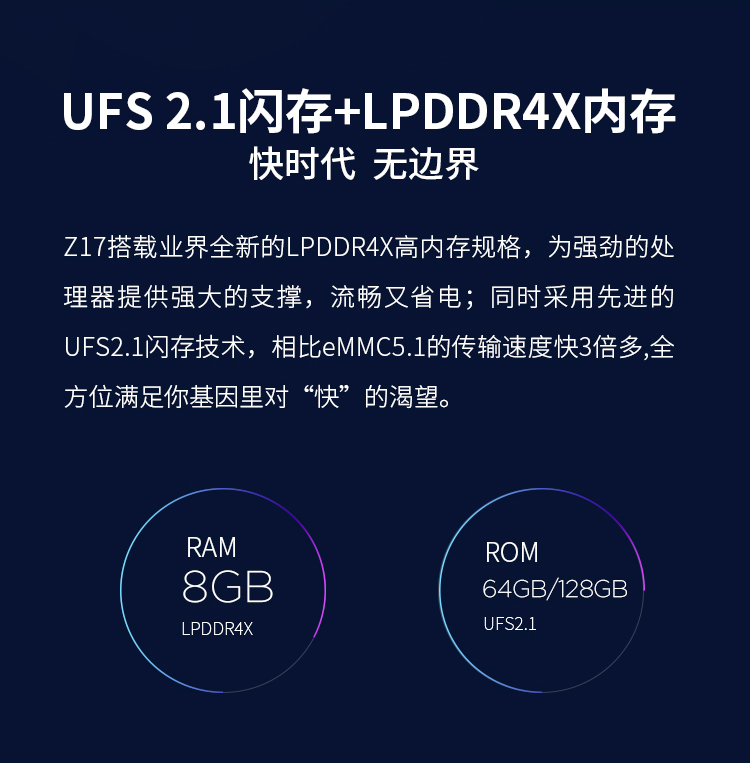 UFS 2.1闪存+LPDDR4X内存
快时代 无边界
Z17搭载业界全新的LPDDR4X高内存规格，为强劲的处
理器提供强大的支撑，流畅又省电；同时采用先进的
UFS2.1闪存技术，相比eMMC5.1的传输速度快3倍多,全
方位满足你基因里对“快”的渴望。
RAM
8GB
LPDDR4X
ROM
64GB/128GB
UFS2.1